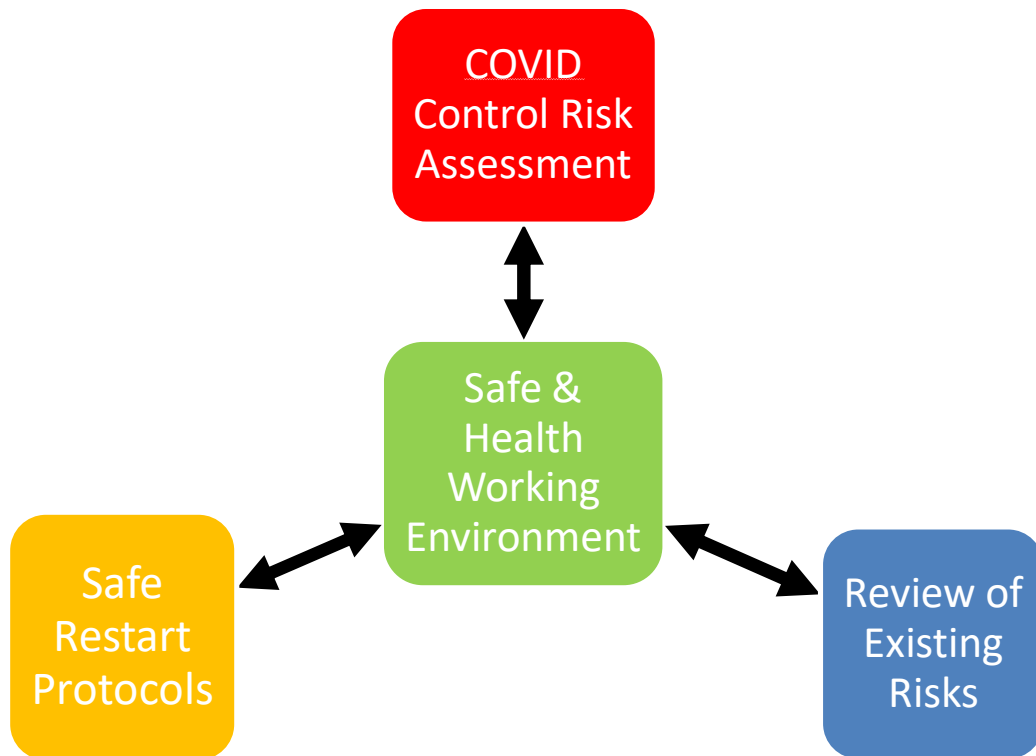 COVID
Control Risk
Assessment
Safe &
Health
Working
Environment
Safe
Restart
Protocols
Review of
Existing
Risks